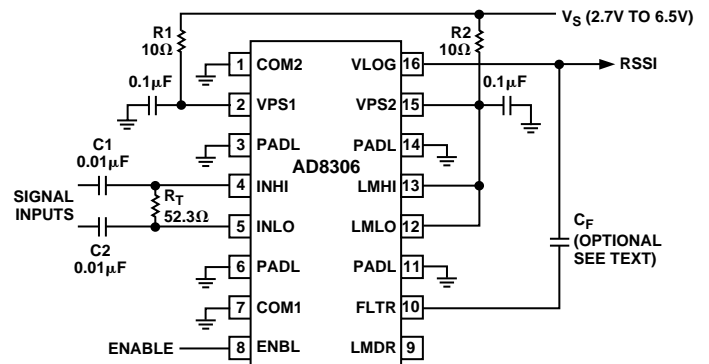 VS (2.7V TO 6.5V)
R1
10Ω
R2
10Ω
1 COM2
VLOG 16
RSSI
0.1μF
0.1μF
2 VPS1
VPS2 15
C1
0.01μF
3 PADL
PADL 14
AD8306
SIGNAL
INPUTS
RT
52.3Ω
4 INHI
LMHI 13
5 INLO
LMLO 12
CF
(OPTIONAL
SEE TEXT)
C2
0.01μF
6 PADL
PADL 11
7 COM1
FLTR 10
ENABLE
8 ENBL
LMDR 9